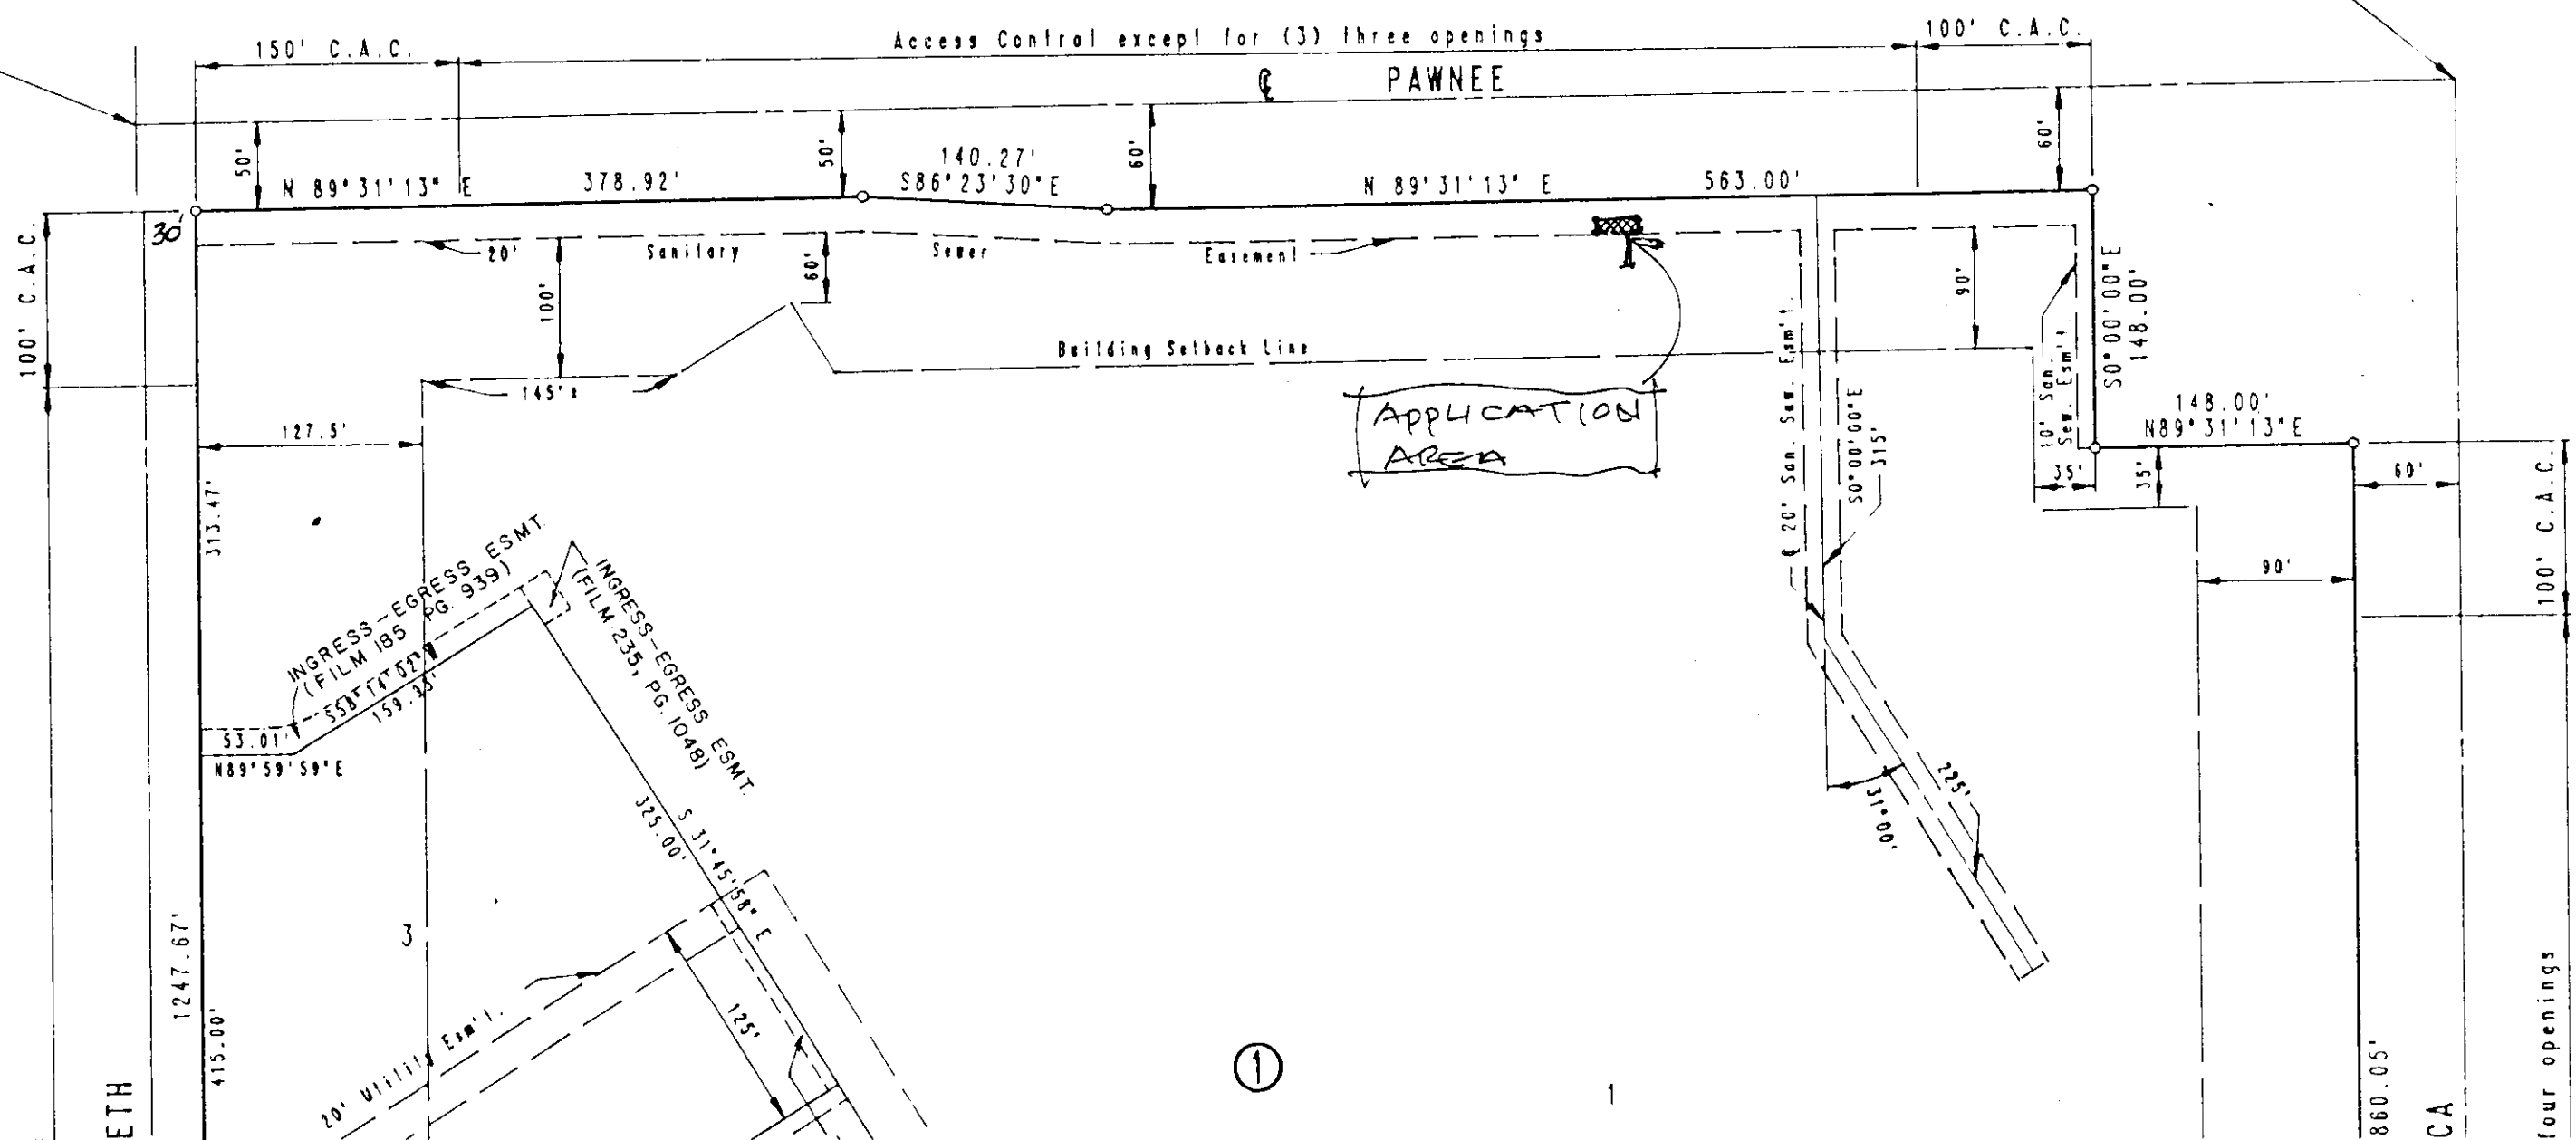 150' C.A.C.
Access Control except for (3) three openings
100' C.A.C.
℄ PAWNEE
50'
50'
60'
60'
N 89°31'13" E
378.92'
140.27'
S86°23'30"E
N 89°31'13" E
563.00'
100' C.A.C.
30'
20' Sanitary Sewer Easement
100'
60'
90'
10' San. Sew. Esm't.
S0°00'00"E
148.00'
Building Setback Line
145'±
127.5'
APPLICATION
AREA
℄ 20' San. Sew. Esm't.
S0°00'00"E
315'
148.00'
N89°31'13"E
35'
35'
60'
100' C.A.C.
313.47'
90'
INGRESS-EGRESS ESMT.
(FILM 185 PG. 939)
S58°14'02"W
159.33'
INGRESS-EGRESS ESMT.
(FILM 235, PG. 1048)
53.01'
N89°59'59"E
S 31°45'58" E
325.00'
225'
31°00'
3
1247.67'
415.00'
20' Utility Esm't.
125'
1
1
ETH
860.05'
CA
four openings